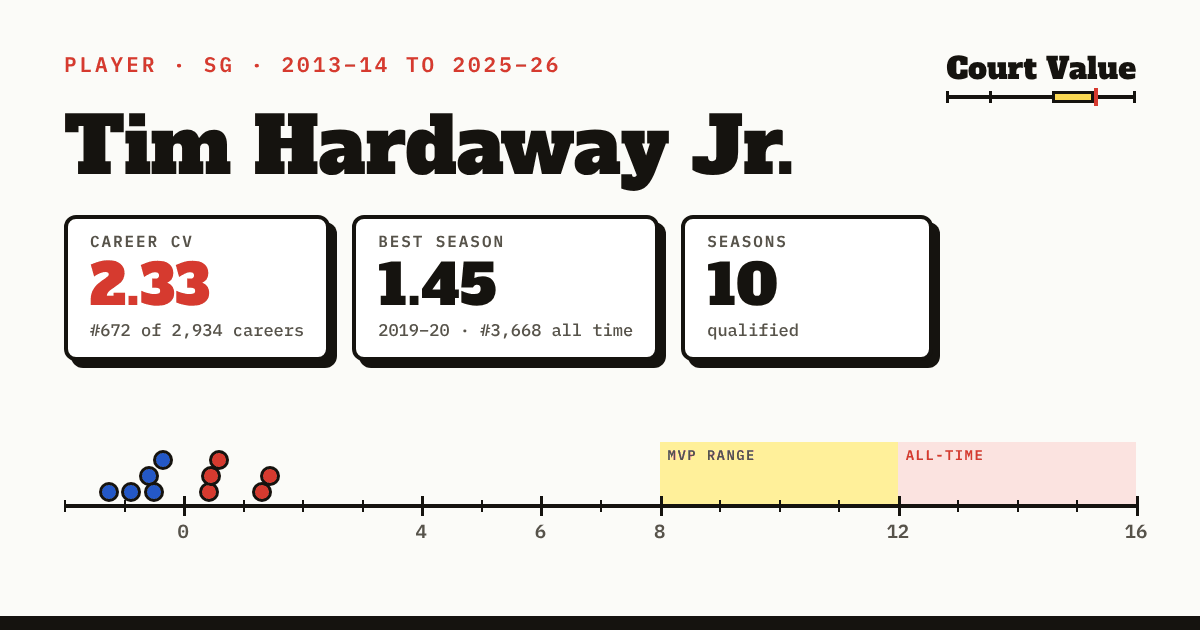 PLAYER · SG · 2013–14 TO 2025–26
Court Value
Tim Hardaway Jr.
CAREER CV
2.33
#672 of 2,934 careers
BEST SEASON
1.45
2019–20 · #3,668 all time
SEASONS
10
qualified
MVP RANGE
ALL-TIME
0 4 6 8 12 16